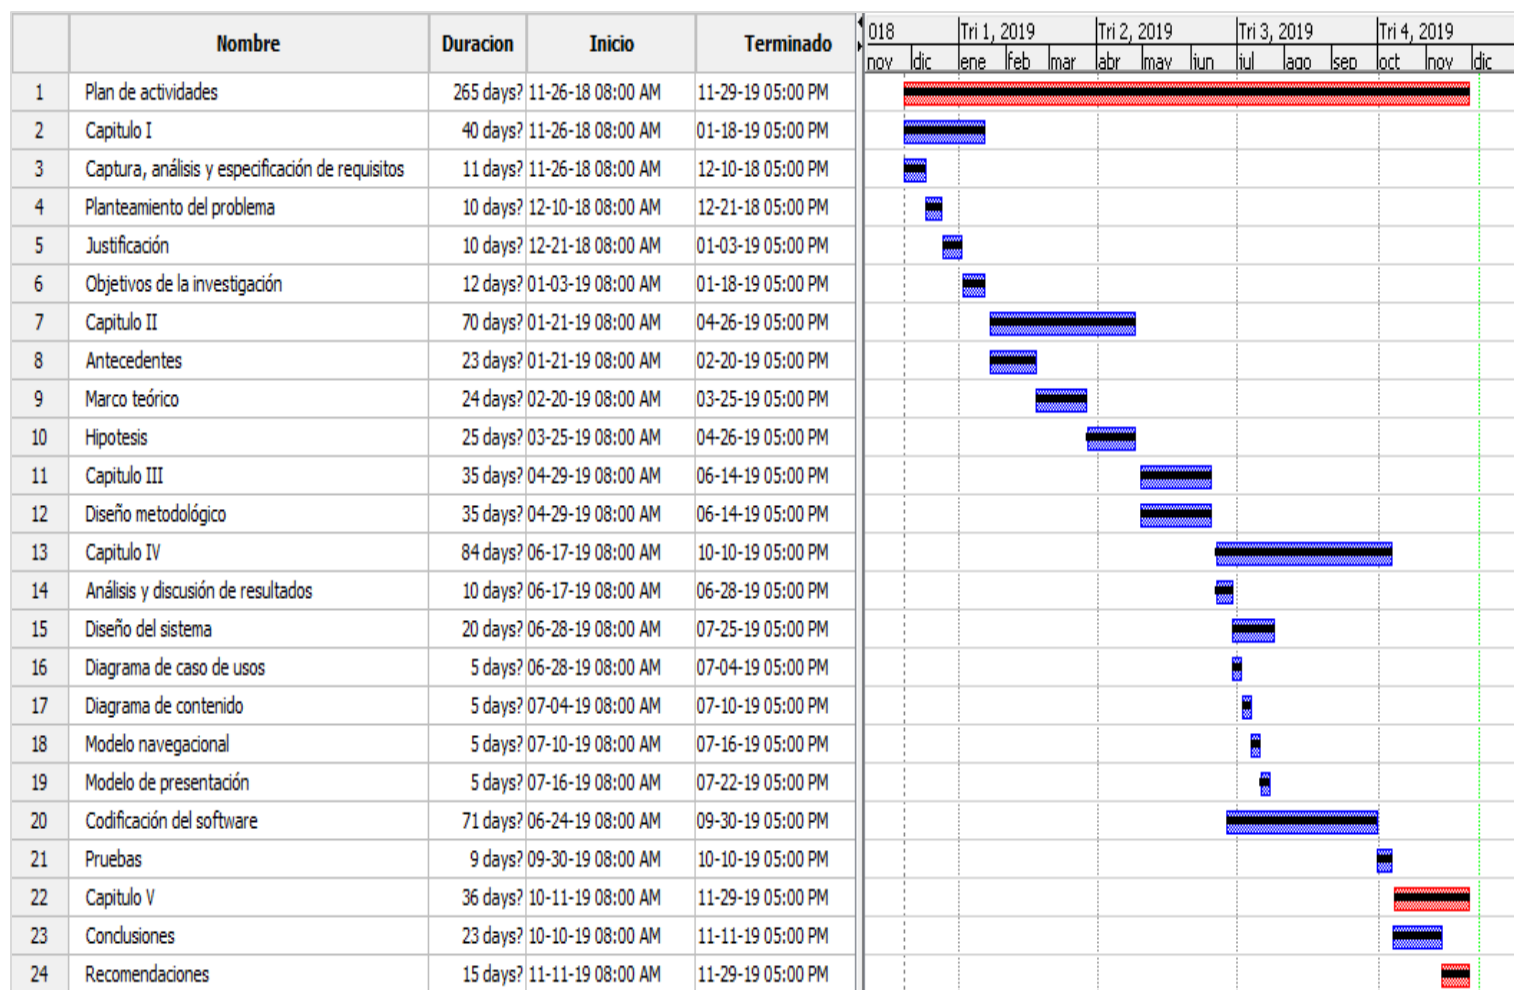 Nombre Duracion Inicio Terminado
018 Tri 1, 2019 Tri 2, 2019 Tri 3, 2019 Tri 4, 2019
nov dic ene feb mar abr may jun jul ago sep oct nov dic
1 Plan de actividades 265 days? 11-26-18 08:00 AM 11-29-19 05:00 PM
2 Capitulo I 40 days? 11-26-18 08:00 AM 01-18-19 05:00 PM
3 Captura, análisis y especificación de requisitos 11 days? 11-26-18 08:00 AM 12-10-18 05:00 PM
4 Planteamiento del problema 10 days? 12-10-18 08:00 AM 12-21-18 05:00 PM
5 Justificación 10 days? 12-21-18 08:00 AM 01-03-19 05:00 PM
6 Objetivos de la investigación 12 days? 01-03-19 08:00 AM 01-18-19 05:00 PM
7 Capitulo II 70 days? 01-21-19 08:00 AM 04-26-19 05:00 PM
8 Antecedentes 23 days? 01-21-19 08:00 AM 02-20-19 05:00 PM
9 Marco teórico 24 days? 02-20-19 08:00 AM 03-25-19 05:00 PM
10 Hipotesis 25 days? 03-25-19 08:00 AM 04-26-19 05:00 PM
11 Capitulo III 35 days? 04-29-19 08:00 AM 06-14-19 05:00 PM
12 Diseño metodológico 35 days? 04-29-19 08:00 AM 06-14-19 05:00 PM
13 Capitulo IV 84 days? 06-17-19 08:00 AM 10-10-19 05:00 PM
14 Análisis y discusión de resultados 10 days? 06-17-19 08:00 AM 06-28-19 05:00 PM
15 Diseño del sistema 20 days? 06-28-19 08:00 AM 07-25-19 05:00 PM
16 Diagrama de caso de usos 5 days? 06-28-19 08:00 AM 07-04-19 05:00 PM
17 Diagrama de contenido 5 days? 07-04-19 08:00 AM 07-10-19 05:00 PM
18 Modelo navegacional 5 days? 07-10-19 08:00 AM 07-16-19 05:00 PM
19 Modelo de presentación 5 days? 07-16-19 08:00 AM 07-22-19 05:00 PM
20 Codificación del software 71 days? 06-24-19 08:00 AM 09-30-19 05:00 PM
21 Pruebas 9 days? 09-30-19 08:00 AM 10-10-19 05:00 PM
22 Capitulo V 36 days? 10-11-19 08:00 AM 11-29-19 05:00 PM
23 Conclusiones 23 days? 10-10-19 08:00 AM 11-11-19 05:00 PM
24 Recomendaciones 15 days? 11-11-19 08:00 AM 11-29-19 05:00 PM